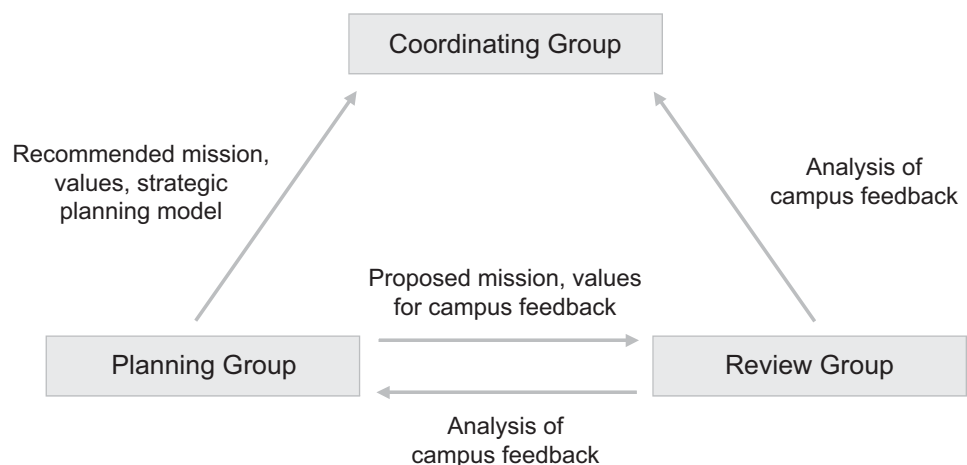 Coordinating Group
Recommended mission,
values, strategic
planning model
Analysis of
campus feedback
Proposed mission, values
for campus feedback
Planning Group
Review Group
Analysis of
campus feedback